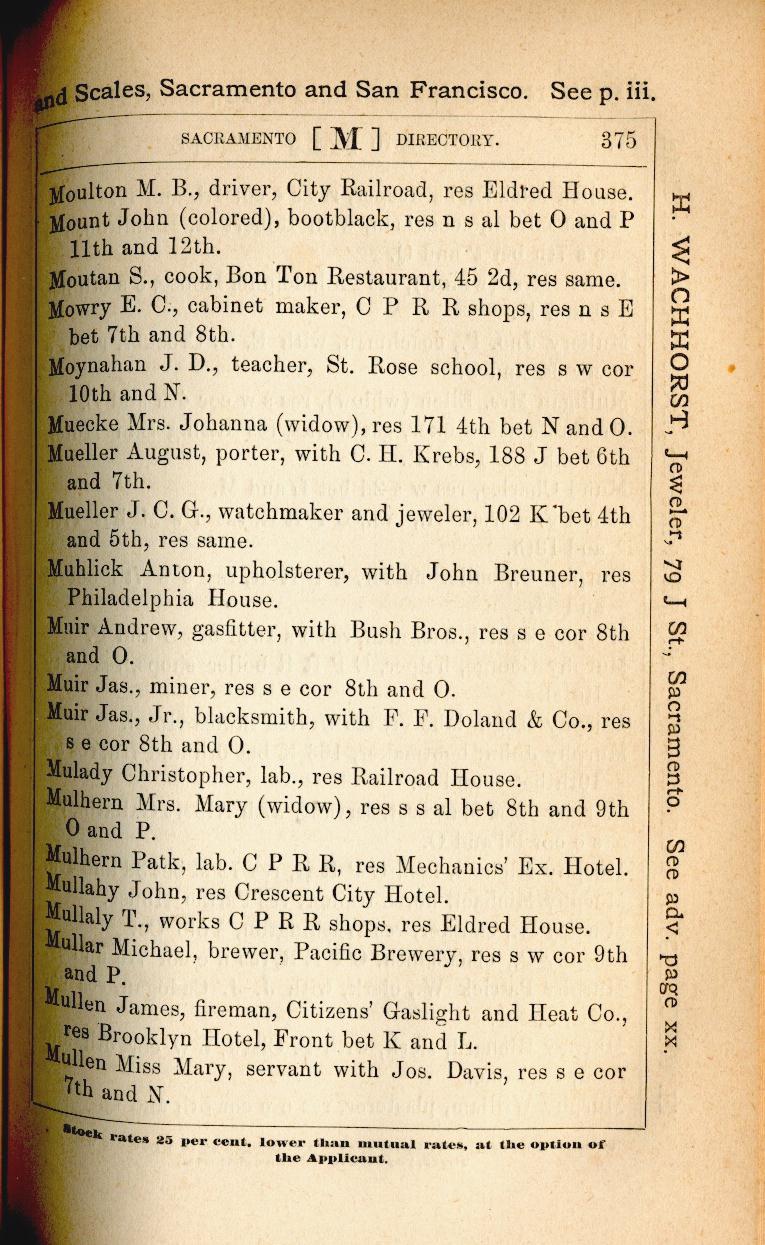 and Scales, Sacramento and San Francisco. See p. iii.
SACRAMENTO [M] DIRECTORY. 375
Moulton M. B., driver, City Railroad, res Eldred House.
Mount John (colored), bootblack, res n s al bet O and P
11th and 12th.
Moutan S., cook, Bon Ton Restaurant, 45 2d, res same.
Mowry E. C., cabinet maker, C P R R shops, res n s E
bet 7th and 8th.
Moynahan J. D., teacher, St. Rose school, res s w cor
10th and N.
Muecke Mrs. Johanna (widow), res 171 4th bet N and O.
Mueller August, porter, with C. H. Krebs, 188 J bet 6th
and 7th.
Mueller J. C. G., watchmaker and jeweler, 102 K bet 4th
and 5th, res same.
Muhlick Anton, upholsterer, with John Breuner, res
Philadelphia House.
Muir Andrew, gasfitter, with Bush Bros., res s e cor 8th
and O.
Muir Jas., miner, res s e cor 8th and O.
Muir Jas., Jr., blacksmith, with F. F. Doland & Co., res
s e cor 8th and O.
Mulady Christopher, lab., res Railroad House.
Mulhern Mrs. Mary (widow), res s s al bet 8th and 9th
O and P.
Mulhern Patk, lab. C P R R, res Mechanics' Ex. Hotel.
Mullahy John, res Crescent City Hotel.
Mullaly T., works C P R R shops, res Eldred House.
Mullar Michael, brewer, Pacific Brewery, res s w cor 9th
and P.
Mullen James, fireman, Citizens' Gaslight and Heat Co.,
res Brooklyn Hotel, Front bet K and L.
Mullen Miss Mary, servant with Jos. Davis, res s e cor
7th and N.
Stock rates 25 per cent. lower than mutual rates, at the option of
the Applicant.
H. WACHHORST, Jeweler, 79 J St., Sacramento. See adv. page xx.